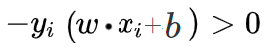 −yᵢ (w • xᵢ + b) > 0